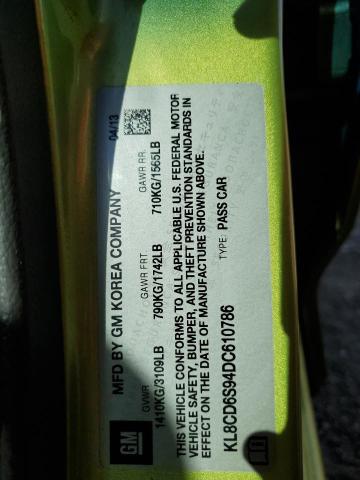 GM
MFD BY GM KOREA COMPANY 04/13
GVWR GAWR FRT GAWR RR
1410KG/3109LB 790KG/1742LB 710KG/1565LB
THIS VEHICLE CONFORMS TO ALL APPLICABLE U.S. FEDERAL MOTOR
VEHICLE SAFETY, BUMPER, AND THEFT PREVENTION STANDARDS IN
EFFECT ON THE DATE OF MANUFACTURE SHOWN ABOVE.
TYPE: PASS CAR
KL8CD6S94DC610786